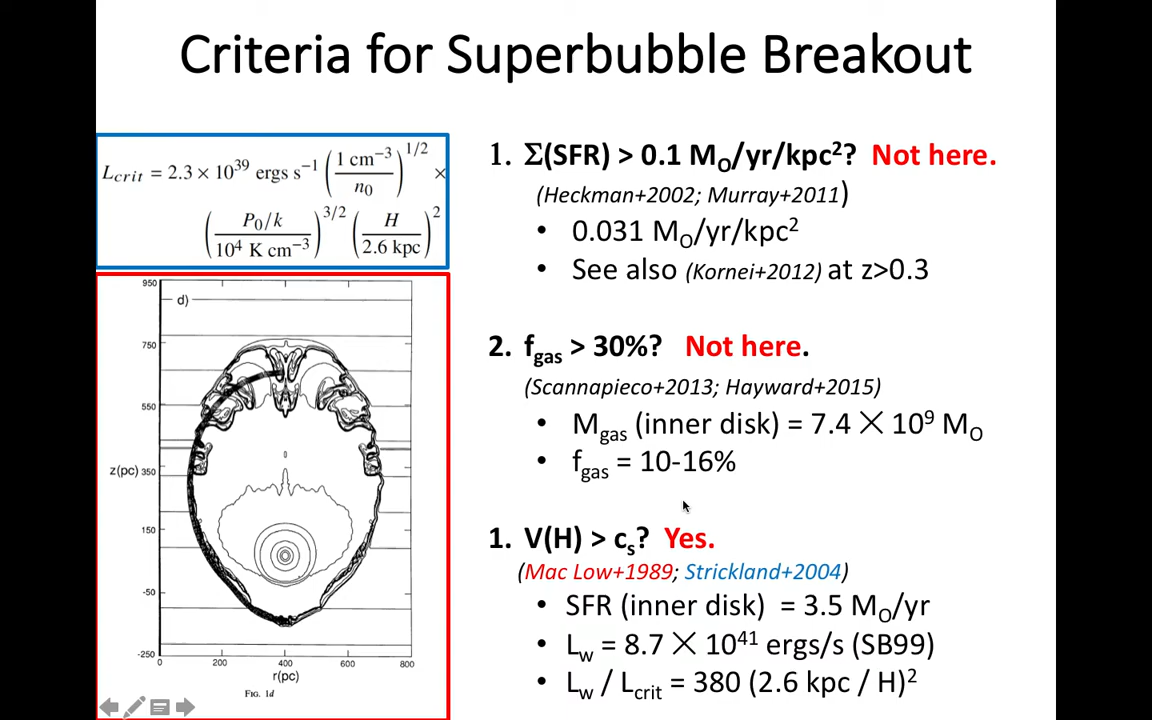 Criteria for Superbubble Breakout
L_crit = 2.3 × 10^39 ergs s^−1 (1 cm^−3 / n_0)^1/2 ×
(P_0/k / 10^4 K cm^−3)^3/2 (H / 2.6 kpc)^2
1. Σ(SFR) > 0.1 M_O/yr/kpc²? Not here.
(Heckman+2002; Murray+2011)
• 0.031 M_O/yr/kpc²
• See also (Kornei+2012) at z>0.3
2. f_gas > 30%? Not here.
(Scannapieco+2013; Hayward+2015)
• M_gas (inner disk) = 7.4 × 10^9 M_O
• f_gas = 10-16%
1. V(H) > c_s? Yes.
(Mac Low+1989; Strickland+2004)
• SFR (inner disk) = 3.5 M_O/yr
• L_w = 8.7 × 10^41 ergs/s (SB99)
• L_w / L_crit = 380 (2.6 kpc / H)²
d)
950
750
550
z(pc) 350
150
-50
-250
0 200 400 600 800
r(pc)
FIG. 1d